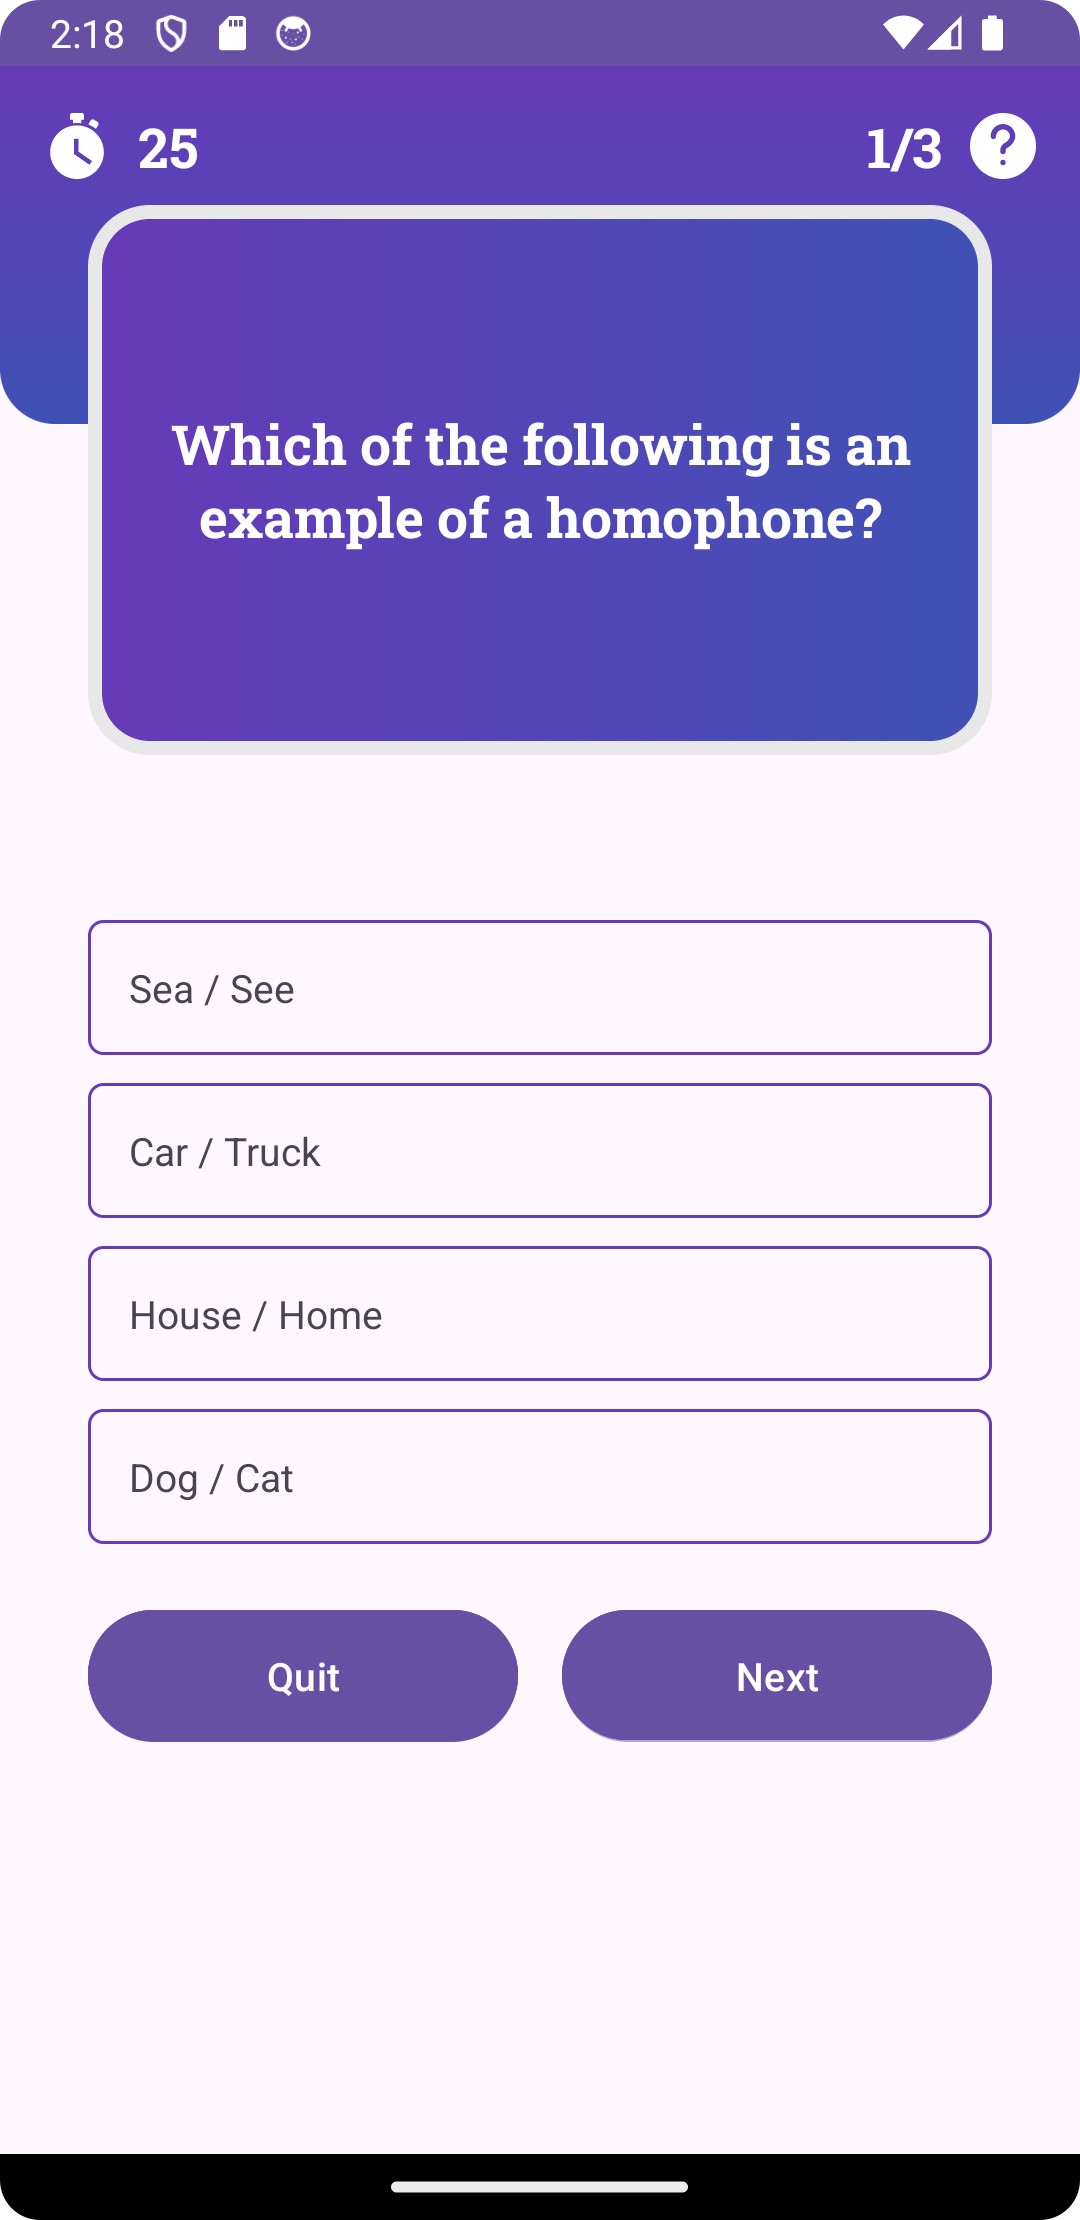 2:18
25
1/3
Which of the following is an
example of a homophone?
Sea / See
Car / Truck
House / Home
Dog / Cat
Quit
Next